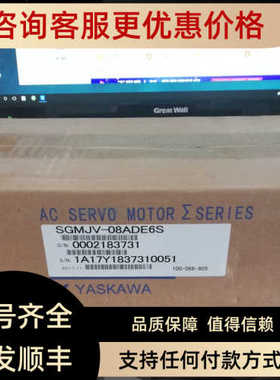 咨询客服更优惠价格
Great Wall
AC SERVO MOTOR Σ SERIES
SGMJV-08ADE6S
O/N 0002183731
S/N 1A17Y1837310051
YASKAWA
号齐全
发顺丰
品质保障 值得信赖
支持任何付款方式